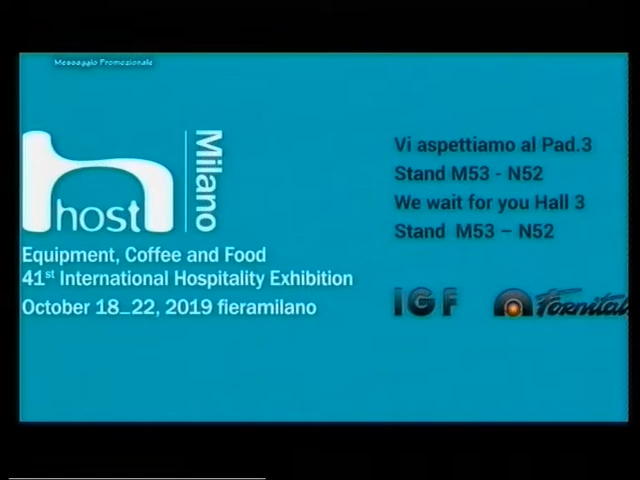 Messaggio Promozionale
host
Milano
Equipment, Coffee and Food
41st International Hospitality Exhibition
October 18_22, 2019 fieramilano
Vi aspettiamo al Pad.3
Stand M53 - N52
We wait for you Hall 3
Stand M53 – N52
IGF